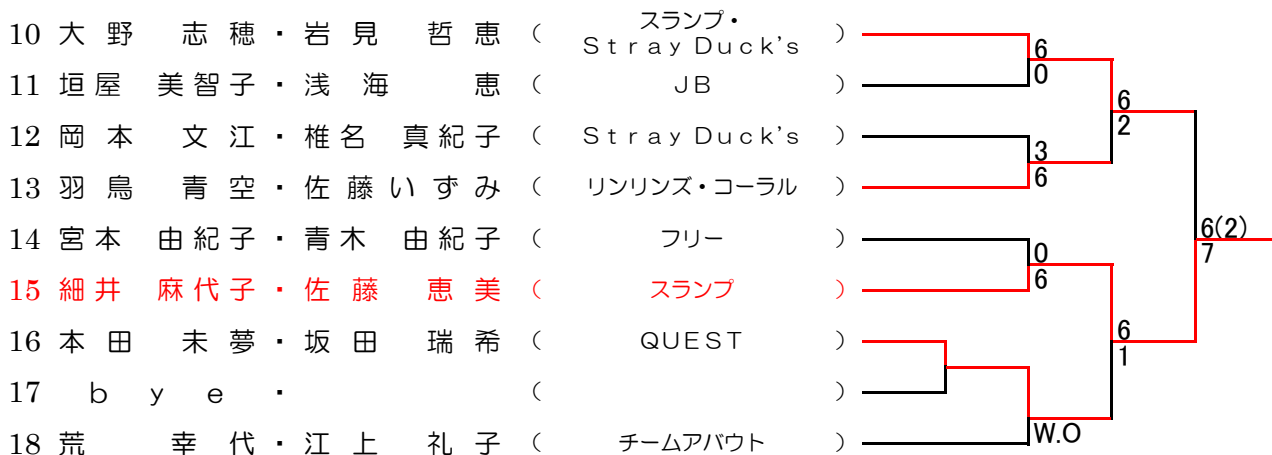 10 大野 志穂・岩見 哲恵 ( スランプ・Stray Duck's )
6
0
11 垣屋 美智子・浅海 恵 ( JB )
6
2
12 岡本 文江・椎名 真紀子 ( Stray Duck's )
3
6
13 羽鳥 青空・佐藤いずみ ( リンリンズ・コーラル )
6(2)
7
14 宮本 由紀子・青木 由紀子 ( フリー )
0
6
15 細井 麻代子・佐藤 恵美 ( スランプ )
6
1
16 本田 未夢・坂田 瑞希 ( QUEST )
17 bye・ ( )
W.O
18 荒 幸代・江上 礼子 ( チームアバウト )